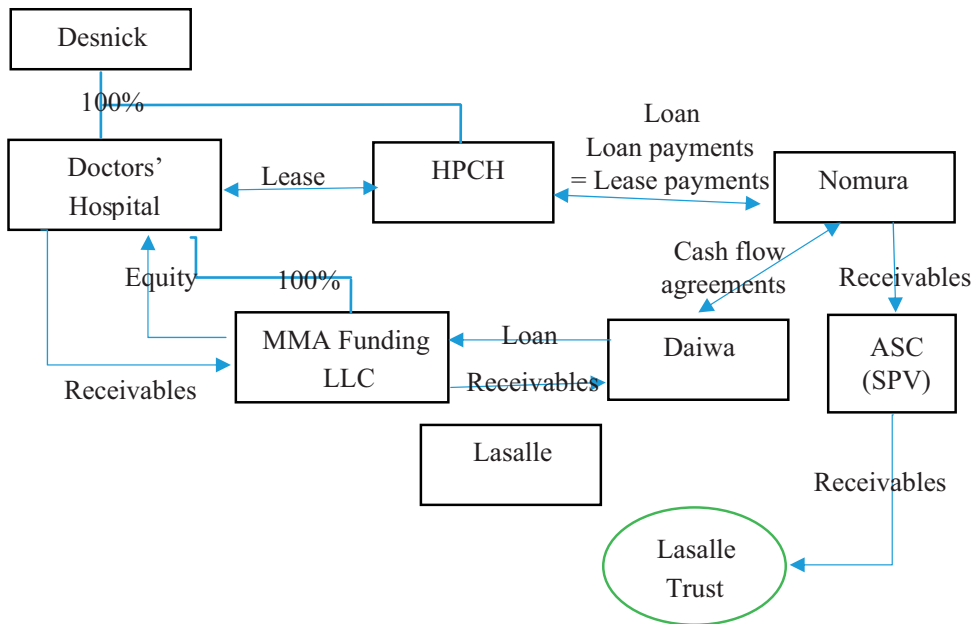 Desnick
100%
Loan
Loan payments
= Lease payments
Doctors’
Hospital
Lease
HPCH
Nomura
Cash flow
agreements
Equity
100%
Receivables
MMA Funding
LLC
Loan
Daiwa
ASC
(SPV)
Receivables
Receivables
Lasalle
Receivables
Lasalle
Trust